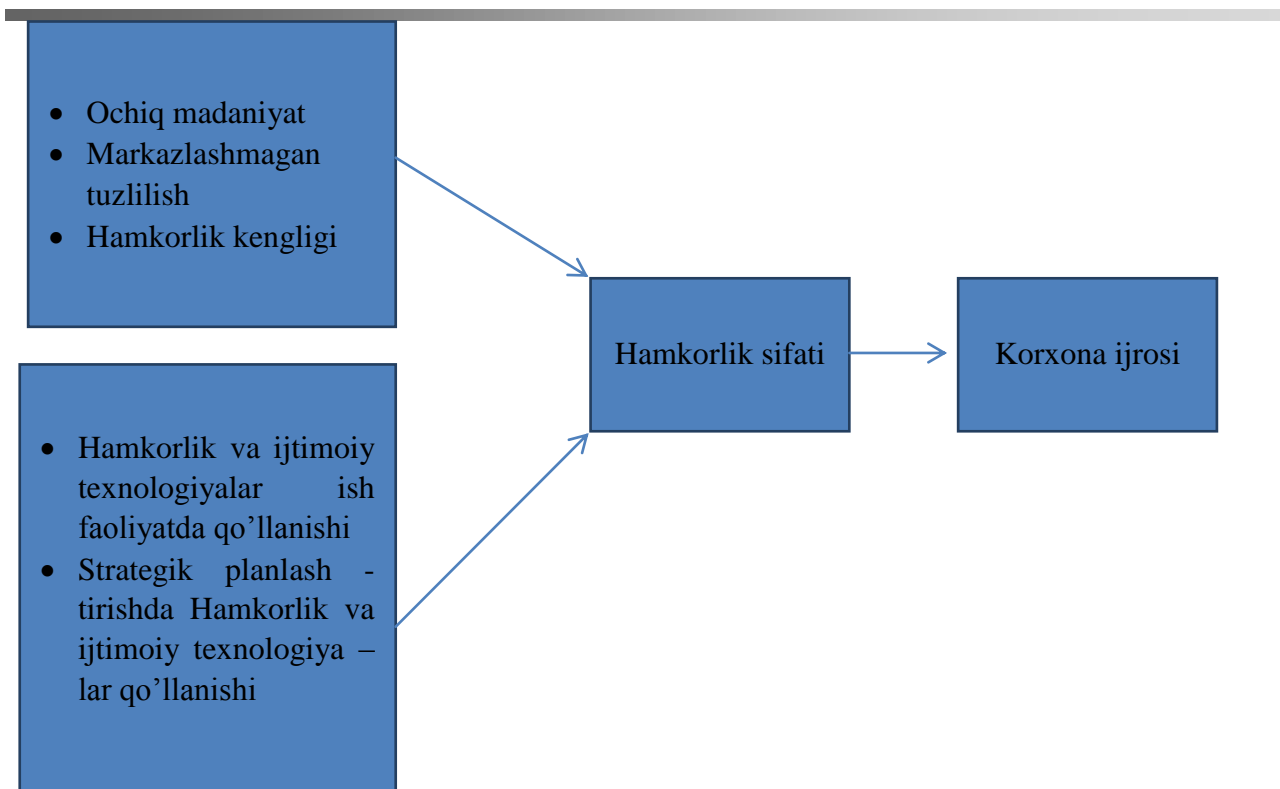 • Ochiq madaniyat
• Markazlashmagan
tuzlilish
• Hamkorlik kengligi
Hamkorlik sifati
Korxona ijrosi
• Hamkorlik va ijtimoiy
texnologiyalar ish
faoliyatda qo’llanishi
• Strategik planlash -
tirishda Hamkorlik va
ijtimoiy texnologiya –
lar qo’llanishi